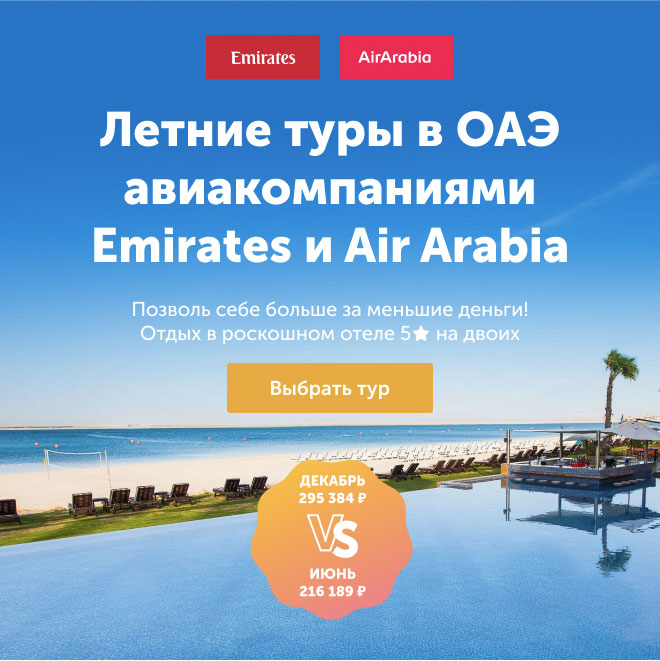 Emirates
AirArabia
Летние туры в ОАЭ
авиакомпаниями
Emirates и Air Arabia
Позволь себе больше за меньшие деньги!
Отдых в роскошном отеле 5★ на двоих
Выбрать тур
ДЕКАБРЬ
295 384 ₽
VS
ИЮНЬ
216 189 ₽